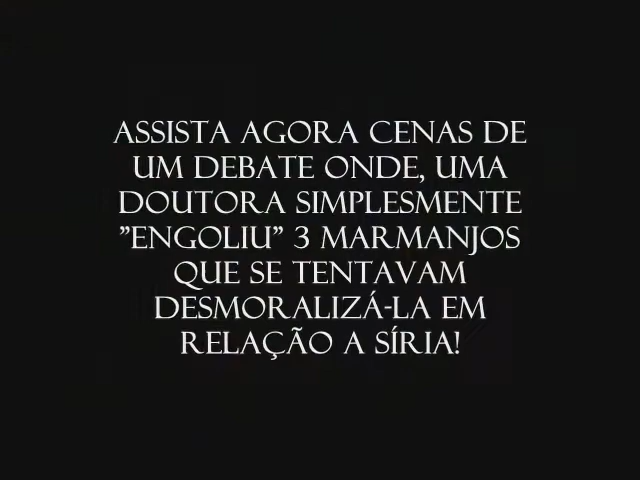 ASSISTA AGORA CENAS DE
UM DEBATE ONDE, UMA
DOUTORA SIMPLESMENTE
"ENGOLIU" 3 MARMANJOS
QUE SE TENTAVAM
DESMORALIZÁ-LA EM
RELAÇÃO A SÍRIA!